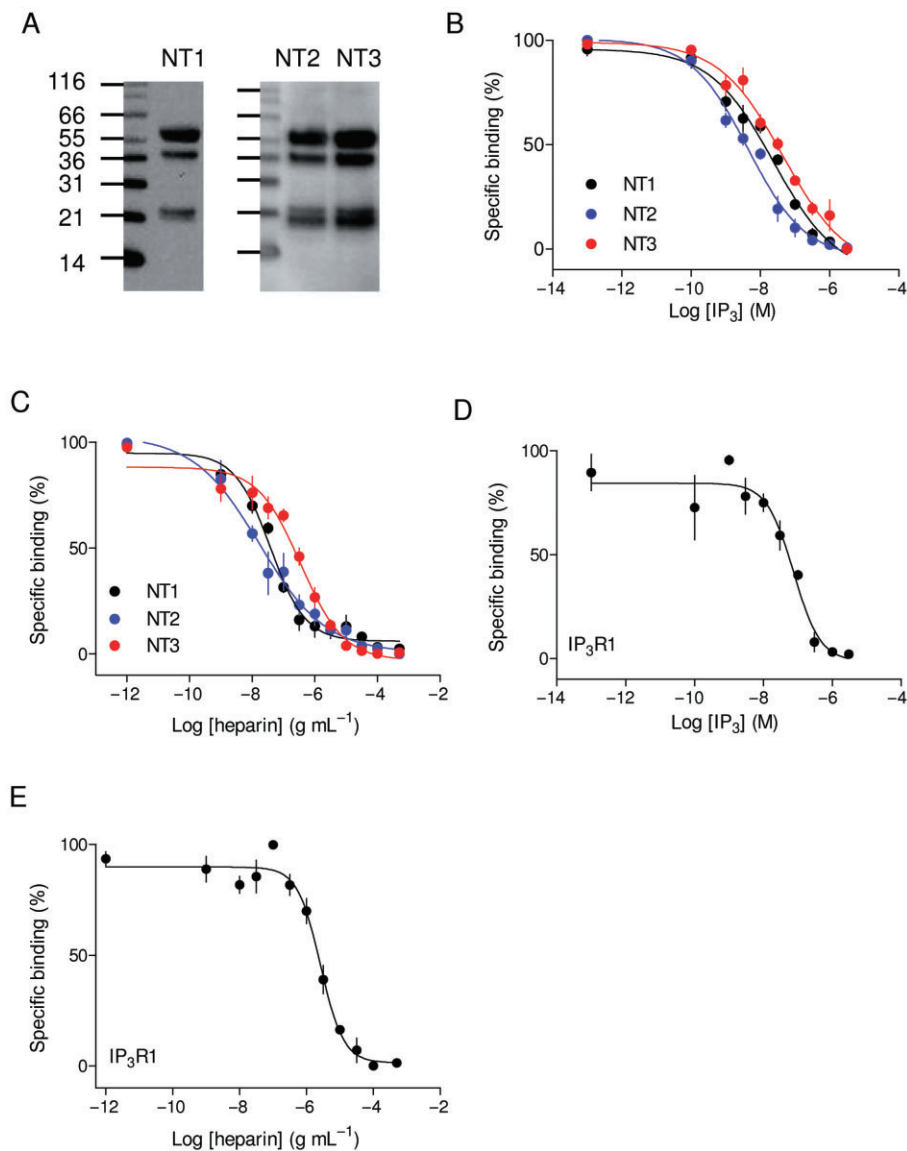 A
NT1
NT2 NT3
116
66
55
36
31
21
14
B
Specific binding (%)
100
50
0
NT1
NT2
NT3
−14 −12 −10 −8 −6 −4
Log [IP₃] (M)
C
Specific binding (%)
100
50
0
NT1
NT2
NT3
−12 −10 −8 −6 −4 −2
Log [heparin] (g mL⁻¹)
D
Specific binding (%)
100
50
0
IP₃R1
−14 −12 −10 −8 −6 −4
Log [IP₃] (M)
E
Specific binding (%)
100
50
0
IP₃R1
−12 −10 −8 −6 −4 −2
Log [heparin] (g mL⁻¹)